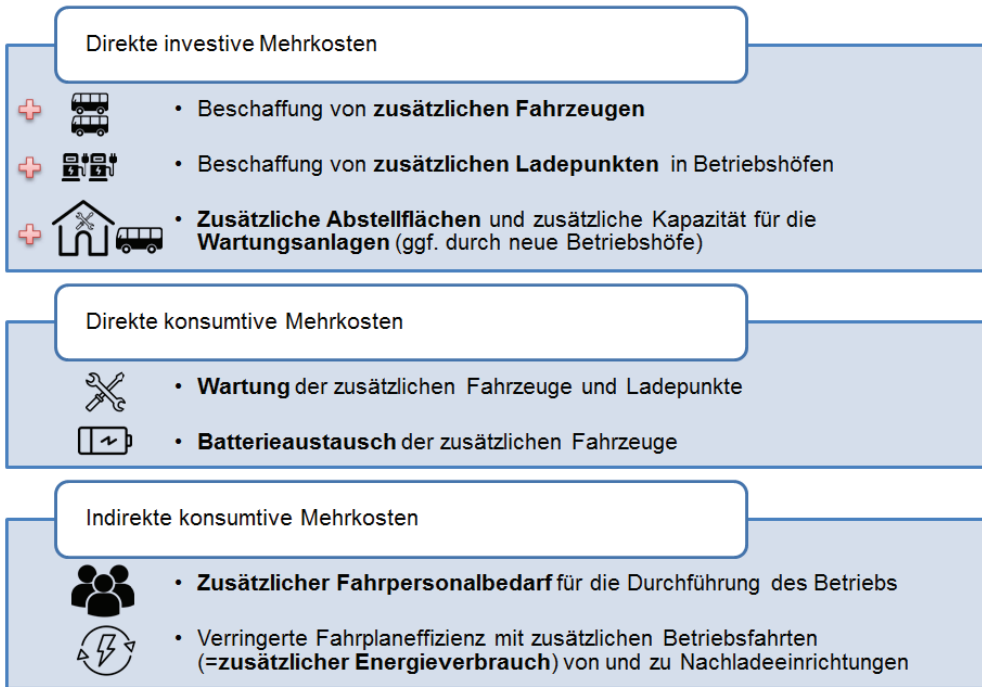 Direkte investive Mehrkosten
• Beschaffung von zusätzlichen Fahrzeugen
• Beschaffung von zusätzlichen Ladepunkten in Betriebshöfen
• Zusätzliche Abstellflächen und zusätzliche Kapazität für die
Wartungsanlagen (ggf. durch neue Betriebshöfe)
Direkte konsumtive Mehrkosten
• Wartung der zusätzlichen Fahrzeuge und Ladepunkte
• Batterieaustausch der zusätzlichen Fahrzeuge
Indirekte konsumtive Mehrkosten
• Zusätzlicher Fahrpersonalbedarf für die Durchführung des Betriebs
• Verringerte Fahrplaneffizienz mit zusätzlichen Betriebsfahrten
(=zusätzlicher Energieverbrauch) von und zu Nachladeeinrichtungen